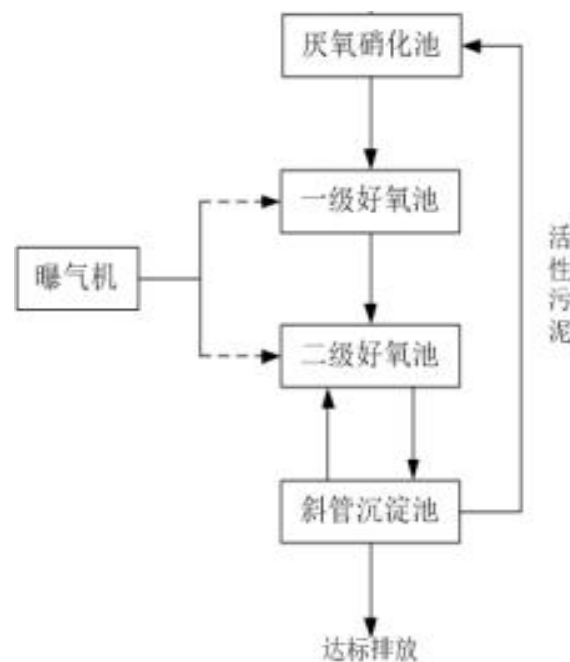 厌氧硝化池
一级好氧池
曝气机
二级好氧池
活性污泥
斜管沉淀池
达标排放